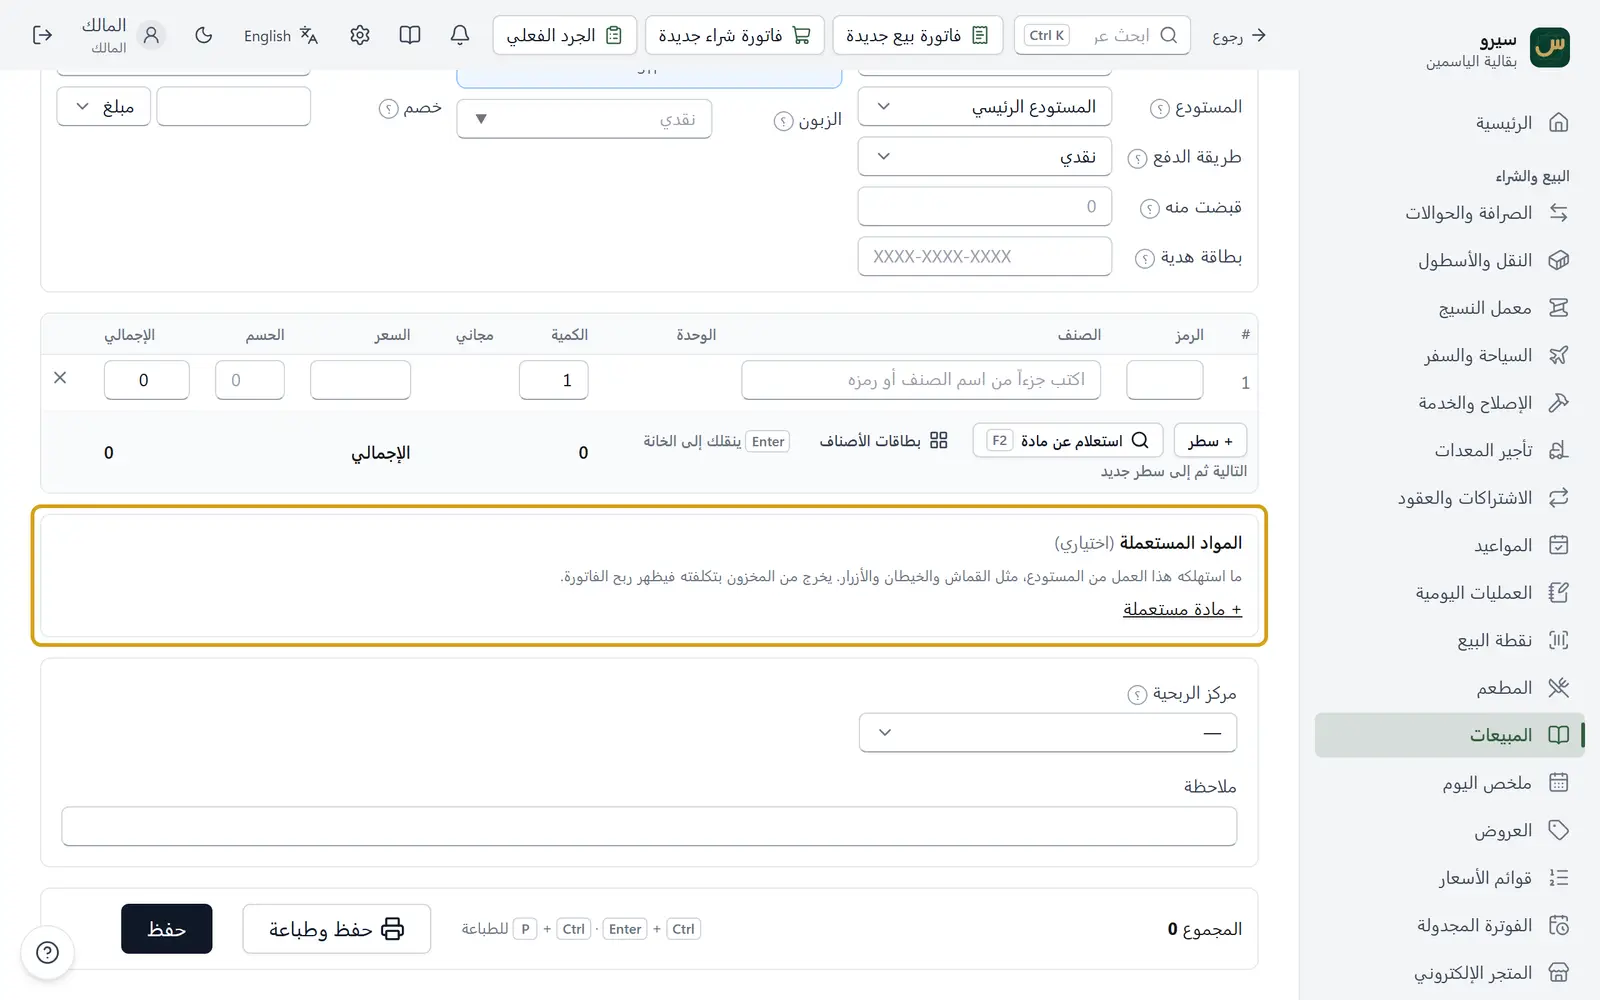 سيرو
بقالية الياسمين
الرئيسية
البيع والشراء
الصرافة والحوالات
النقل والأسطول
معمل النسيج
السياحة والسفر
الإصلاح والخدمة
تأجير المعدات
الاشتراكات والعقود
المواعيد
العمليات اليومية
نقطة البيع
المطعم
المبيعات
ملخص اليوم
العروض
قوائم الأسعار
الفوترة المجدولة
المتجر الإلكتروني
رجوع
ابحث عن Ctrl K
فاتورة بيع جديدة
فاتورة شراء جديدة
الجرد الفعلي
English
المالك
المالك
المستودع ؟ المستودع الرئيسي
الزبون ؟ نقدي
خصم ؟ مبلغ
طريقة الدفع ؟ نقدي
قبضت منه ؟ 0
بطاقة هدية ؟ XXXX-XXXX-XXXX
# الرمز الصنف الوحدة الكمية مجاني السعر الحسم الإجمالي
1 اكتب جزءاً من اسم الصنف أو رمزه 1 0 0
+ سطر استعلام عن مادة F2 بطاقات الأصناف Enter ينقلك إلى الخانة
التالية ثم إلى سطر جديد
0 الإجمالي 0
المواد المستعملة (اختياري)
ما استهلكه هذا العمل من المستودع، مثل القماش والخيطان والأزرار. يخرج من المخزون بتكلفته فيظهر ربح الفاتورة.
+ مادة مستعملة
مركز الربحية ؟
—
ملاحظة
المجموع 0
Ctrl + Enter · Ctrl + P للطباعة
حفظ وطباعة
حفظ